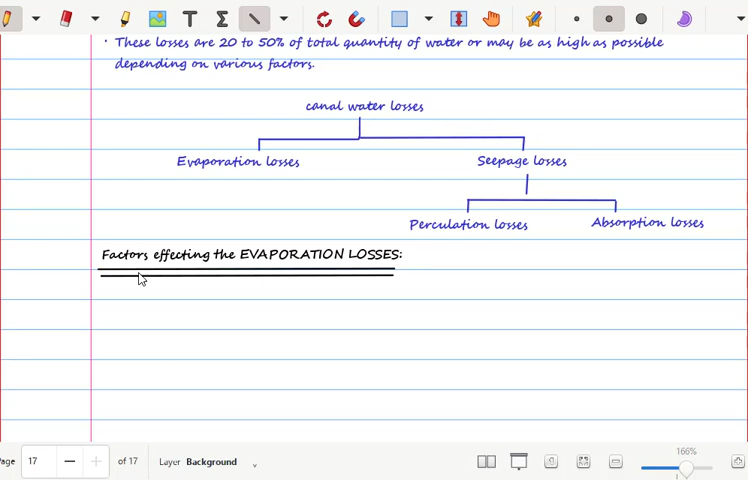 · These losses are 20 to 50% of total quantity of water or may be as high as possible
depending on various factors.
canal water losses
Evaporation losses
Seepage losses
Perculation losses
Absorption losses
Factors effecting the EVAPORATION LOSSES:
Page 17 of 17 Layer Background
166%